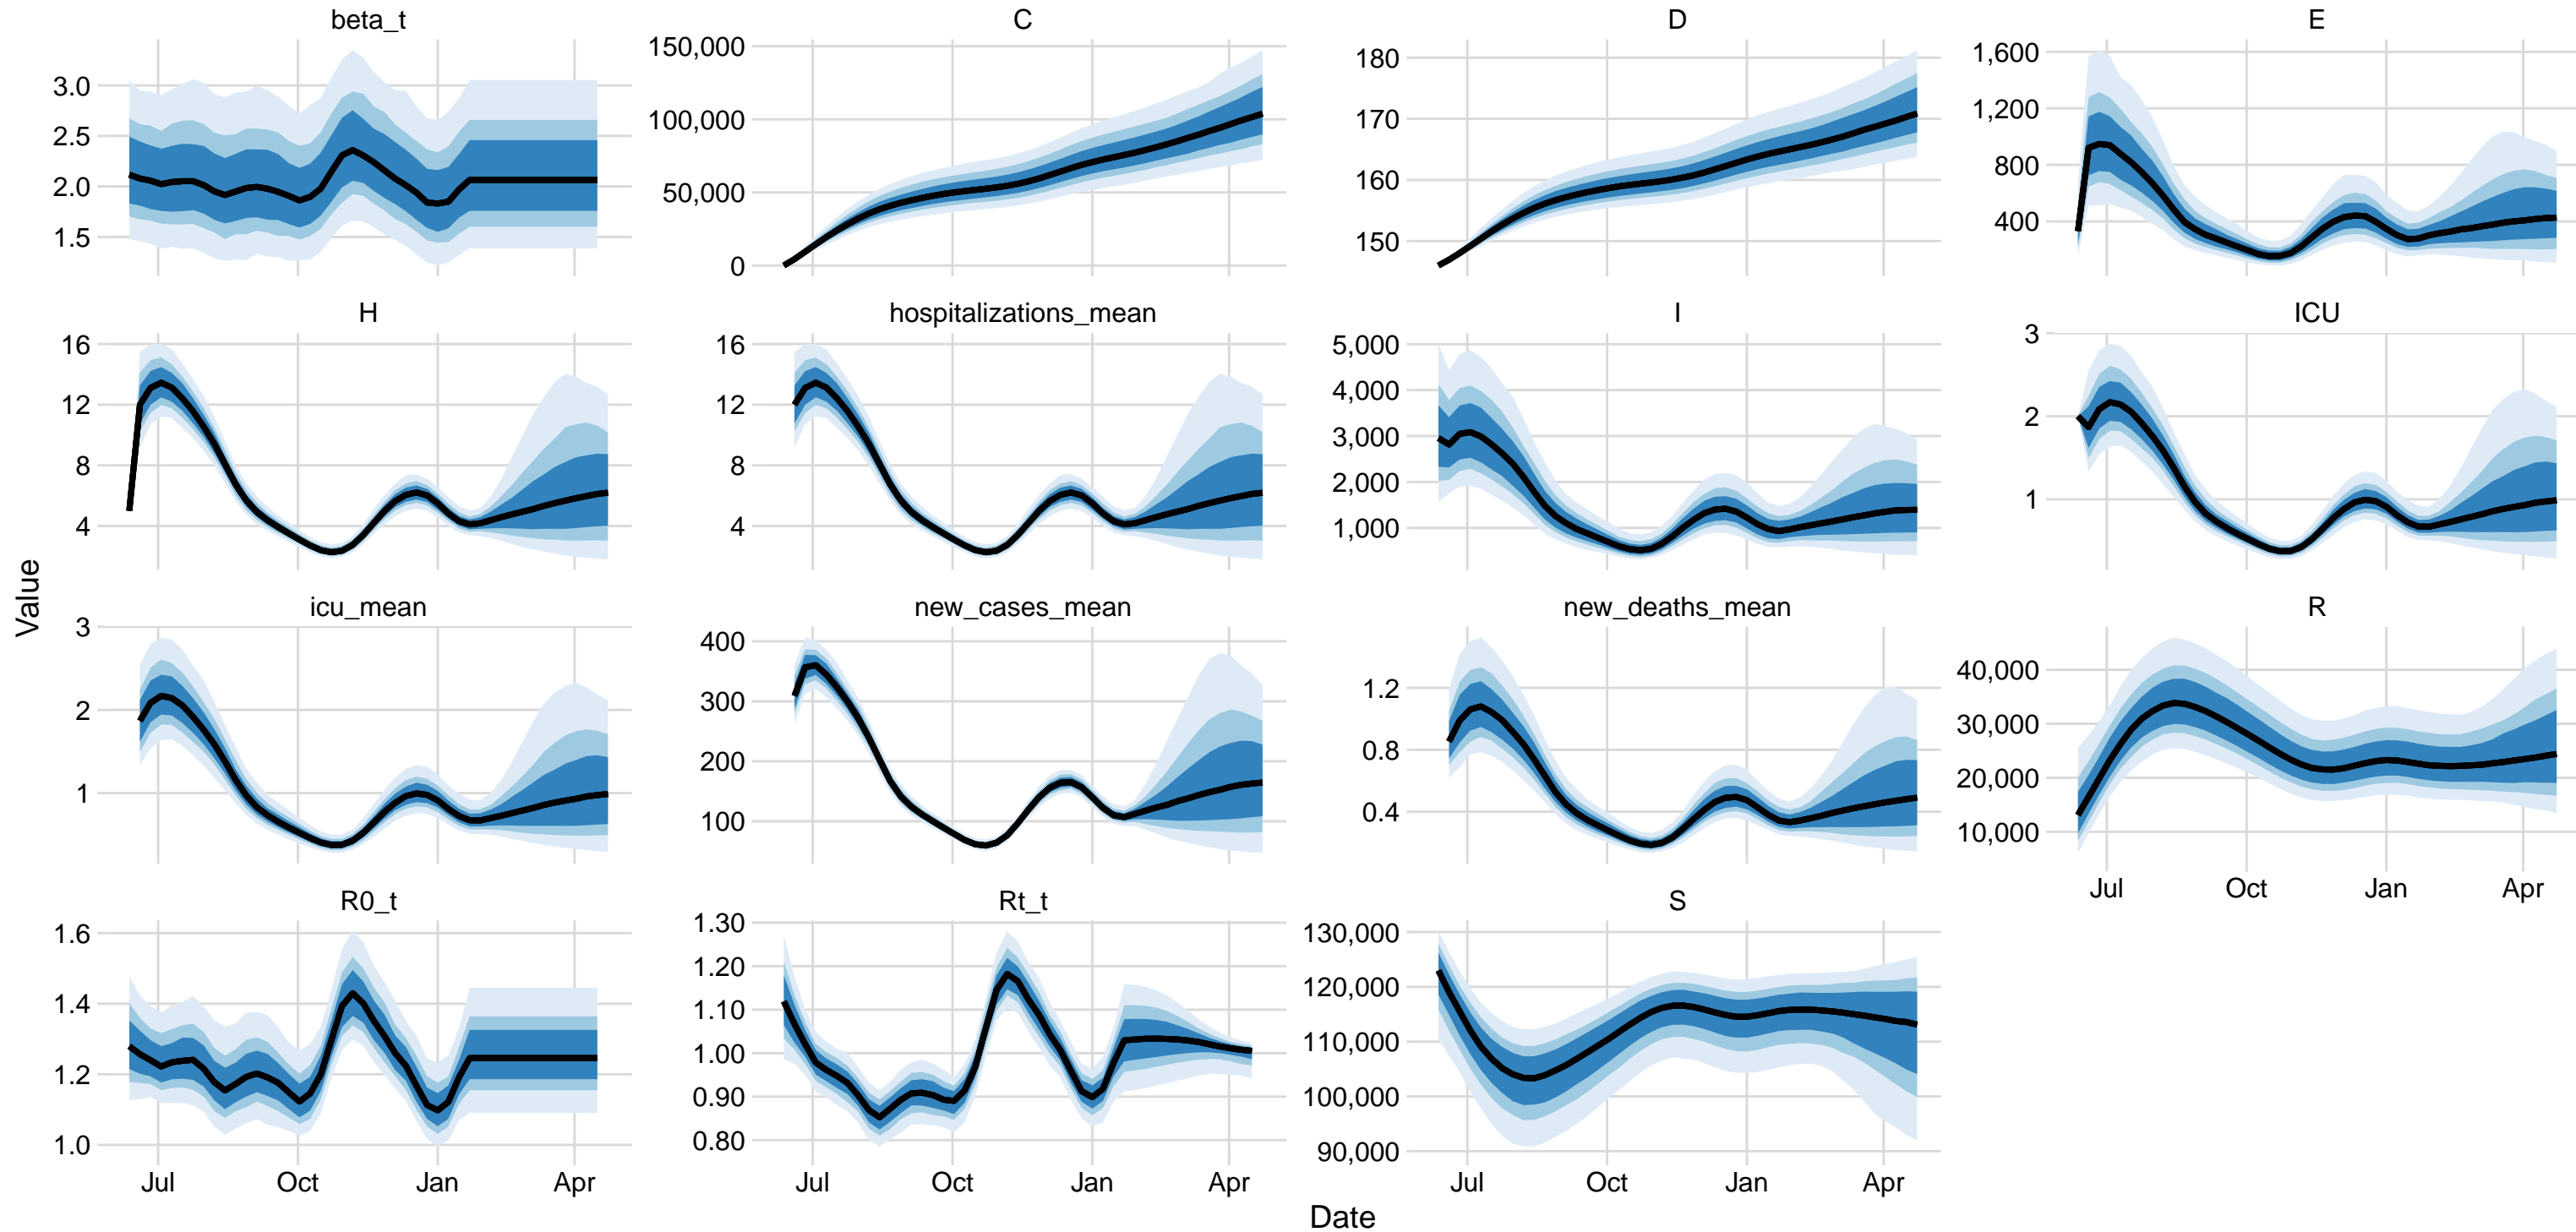 beta_t
C
D
E
3.0
2.5
2.0
1.5
150,000
100,000
50,000
0
180
170
160
150
1,600
1,200
800
400
H
hospitalizations_mean
I
ICU
16
12
8
4
16
12
8
4
5,000
4,000
3,000
2,000
1,000
3
2
1
icu_mean
new_cases_mean
new_deaths_mean
R
3
2
1
400
300
200
100
1.2
0.8
0.4
40,000
30,000
20,000
10,000
Jul Oct Jan Apr
R0_t
Rt_t
S
1.6
1.4
1.2
1.0
1.30
1.20
1.10
1.00
0.90
0.80
130,000
120,000
110,000
100,000
90,000
Jul Oct Jan Apr
Jul Oct Jan Apr
Jul Oct Jan Apr
Value
Date